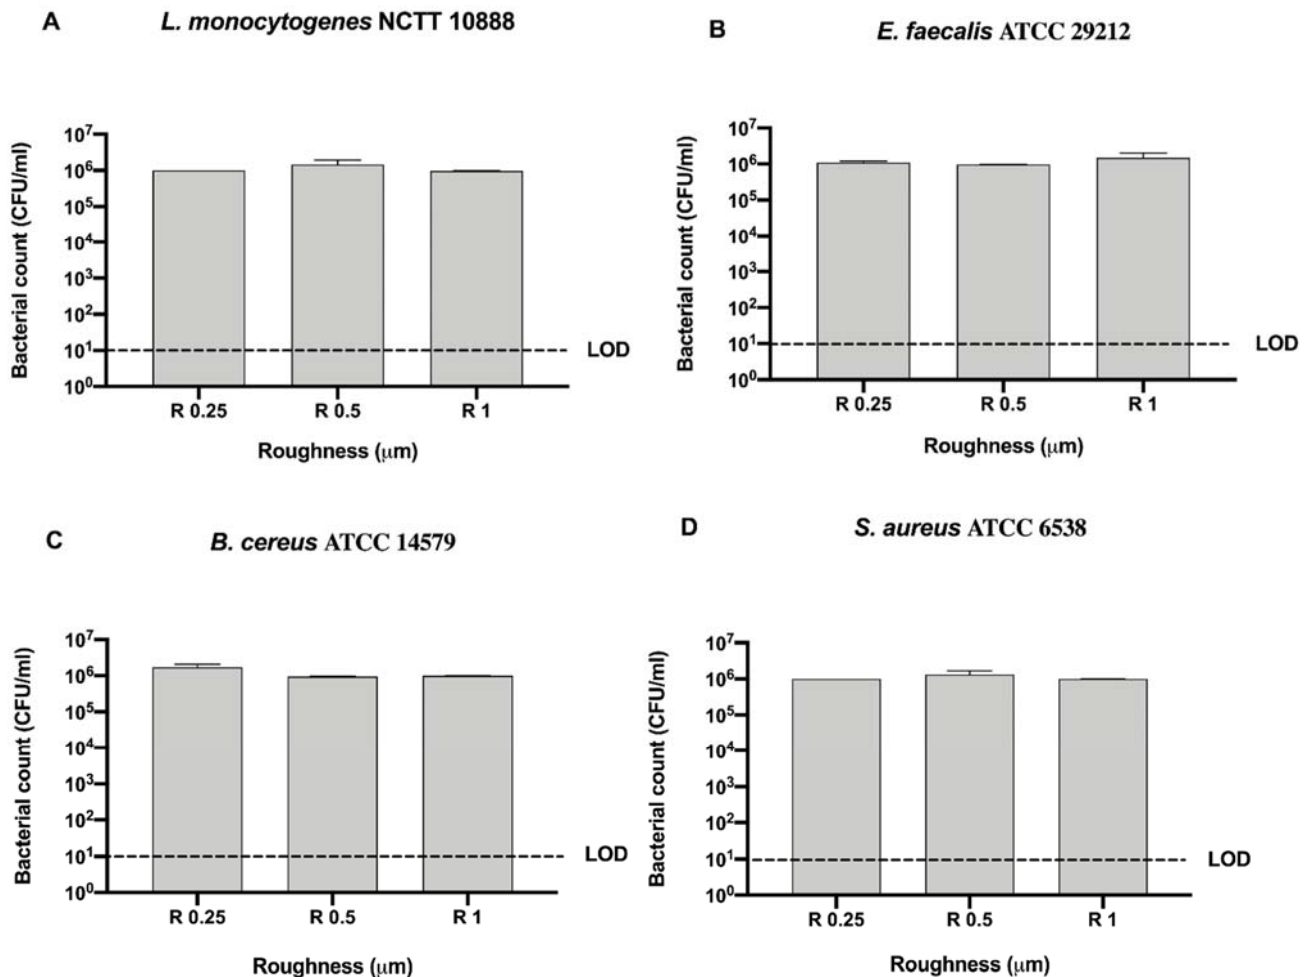 A
L. monocytogenes NCTT 10888
Bacterial count (CFU/ml)
10⁷
10⁶
10⁵
10⁴
10³
10²
10¹
10⁰
LOD
R 0.25 R 0.5 R 1
Roughness (μm)
B
E. faecalis ATCC 29212
Bacterial count (CFU/ml)
10⁷
10⁶
10⁵
10⁴
10³
10²
10¹
10⁰
LOD
R 0.25 R 0.5 R 1
Roughness (μm)
C
B. cereus ATCC 14579
Bacterial count (CFU/ml)
10⁷
10⁶
10⁵
10⁴
10³
10²
10¹
10⁰
LOD
R 0.25 R 0.5 R 1
Roughness (μm)
D
S. aureus ATCC 6538
Bacterial count (CFU/ml)
10⁷
10⁶
10⁵
10⁴
10³
10²
10¹
10⁰
LOD
R 0.25 R 0.5 R 1
Roughness (μm)